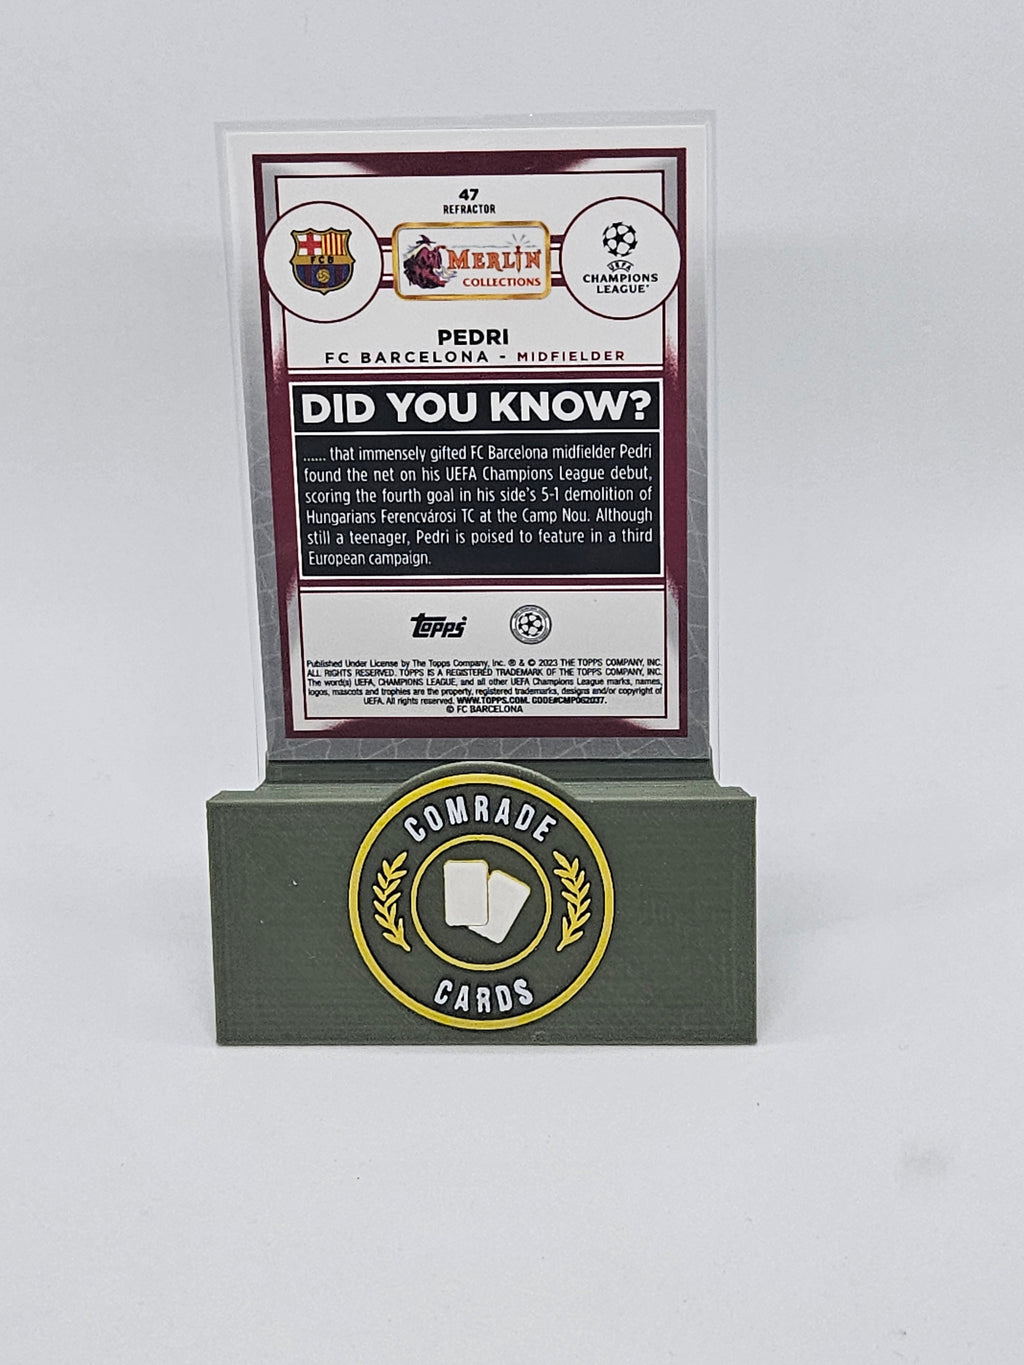 47
REFRACTOR
FCB
MERLIN
COLLECTIONS
UEFA
CHAMPIONS
LEAGUE
PEDRI
FC BARCELONA - MIDFIELDER
DID YOU KNOW?
...... that immensely gifted FC Barcelona midfielder Pedri
found the net on his UEFA Champions League debut,
scoring the fourth goal in his side's 5-1 demolition of
Hungarians Ferencvárosi TC at the Camp Nou. Although
still a teenager, Pedri is poised to feature in a third
European campaign.
Topps
Published Under License by The Topps Company, Inc. ® & © 2023 THE TOPPS COMPANY, INC.
ALL RIGHTS RESERVED. TOPPS IS A REGISTERED TRADEMARK OF THE TOPPS COMPANY, INC.
The word(s) UEFA, CHAMPIONS LEAGUE, and all other UEFA Champions League marks, names,
logos, mascots and trophies are the property, registered trademarks, designs and/or copyright of
UEFA. All rights reserved. WWW.TOPPS.COM. CODE#CMP062037.
© FC BARCELONA
COMRADE
CARDS